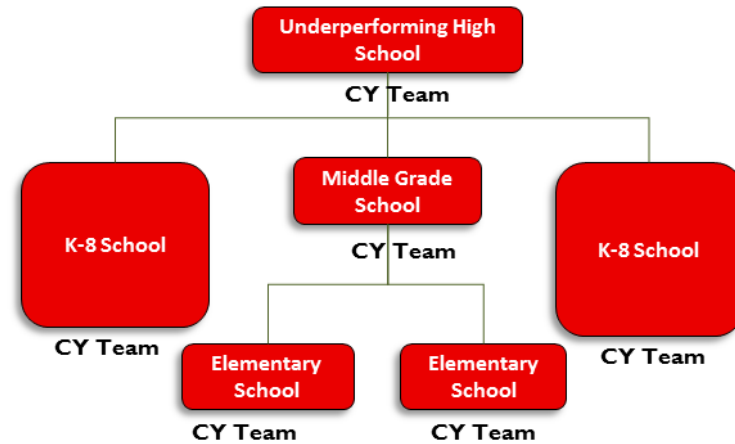 Underperforming High
School
CY Team
K-8 School
Middle Grade
School
K-8 School
CY Team
CY Team
CY Team
Elementary
School
Elementary
School
CY Team
CY Team